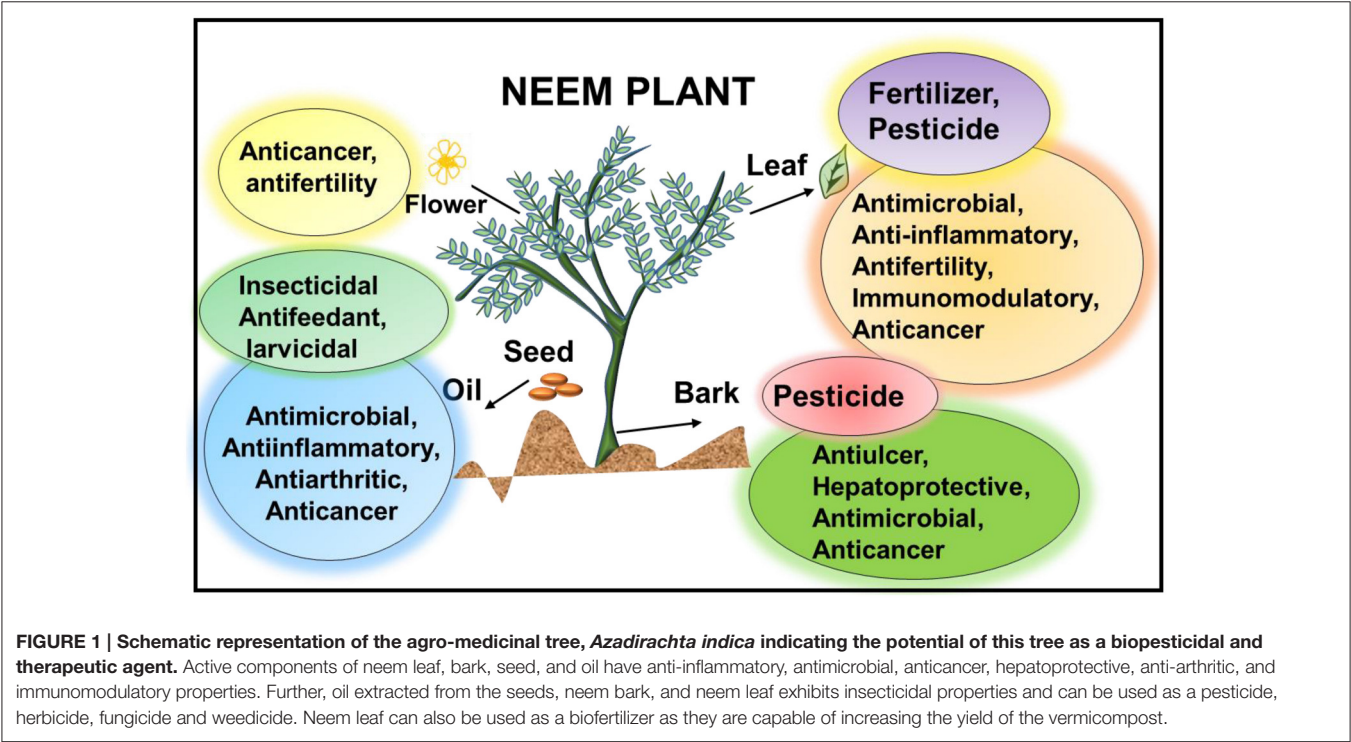 NEEM PLANT
Anticancer,
antifertility
Flower
Insecticidal
Antifeedant,
larvicidal
Oil
Seed
Antimicrobial,
Antiinflammatory,
Antiarthritic,
Anticancer
Leaf
Fertilizer,
Pesticide
Antimicrobial,
Anti-inflammatory,
Antifertility,
Immunomodulatory,
Anticancer
Bark
Pesticide
Antiulcer,
Hepatoprotective,
Antimicrobial,
Anticancer
FIGURE 1 | Schematic representation of the agro-medicinal tree, Azadirachta indica indicating the potential of this tree as a biopesticidal and
therapeutic agent. Active components of neem leaf, bark, seed, and oil have anti-inflammatory, antimicrobial, anticancer, hepatoprotective, anti-arthritic, and
immunomodulatory properties. Further, oil extracted from the seeds, neem bark, and neem leaf exhibits insecticidal properties and can be used as a pesticide,
herbicide, fungicide and weedicide. Neem leaf can also be used as a biofertilizer as they are capable of increasing the yield of the vermicompost.